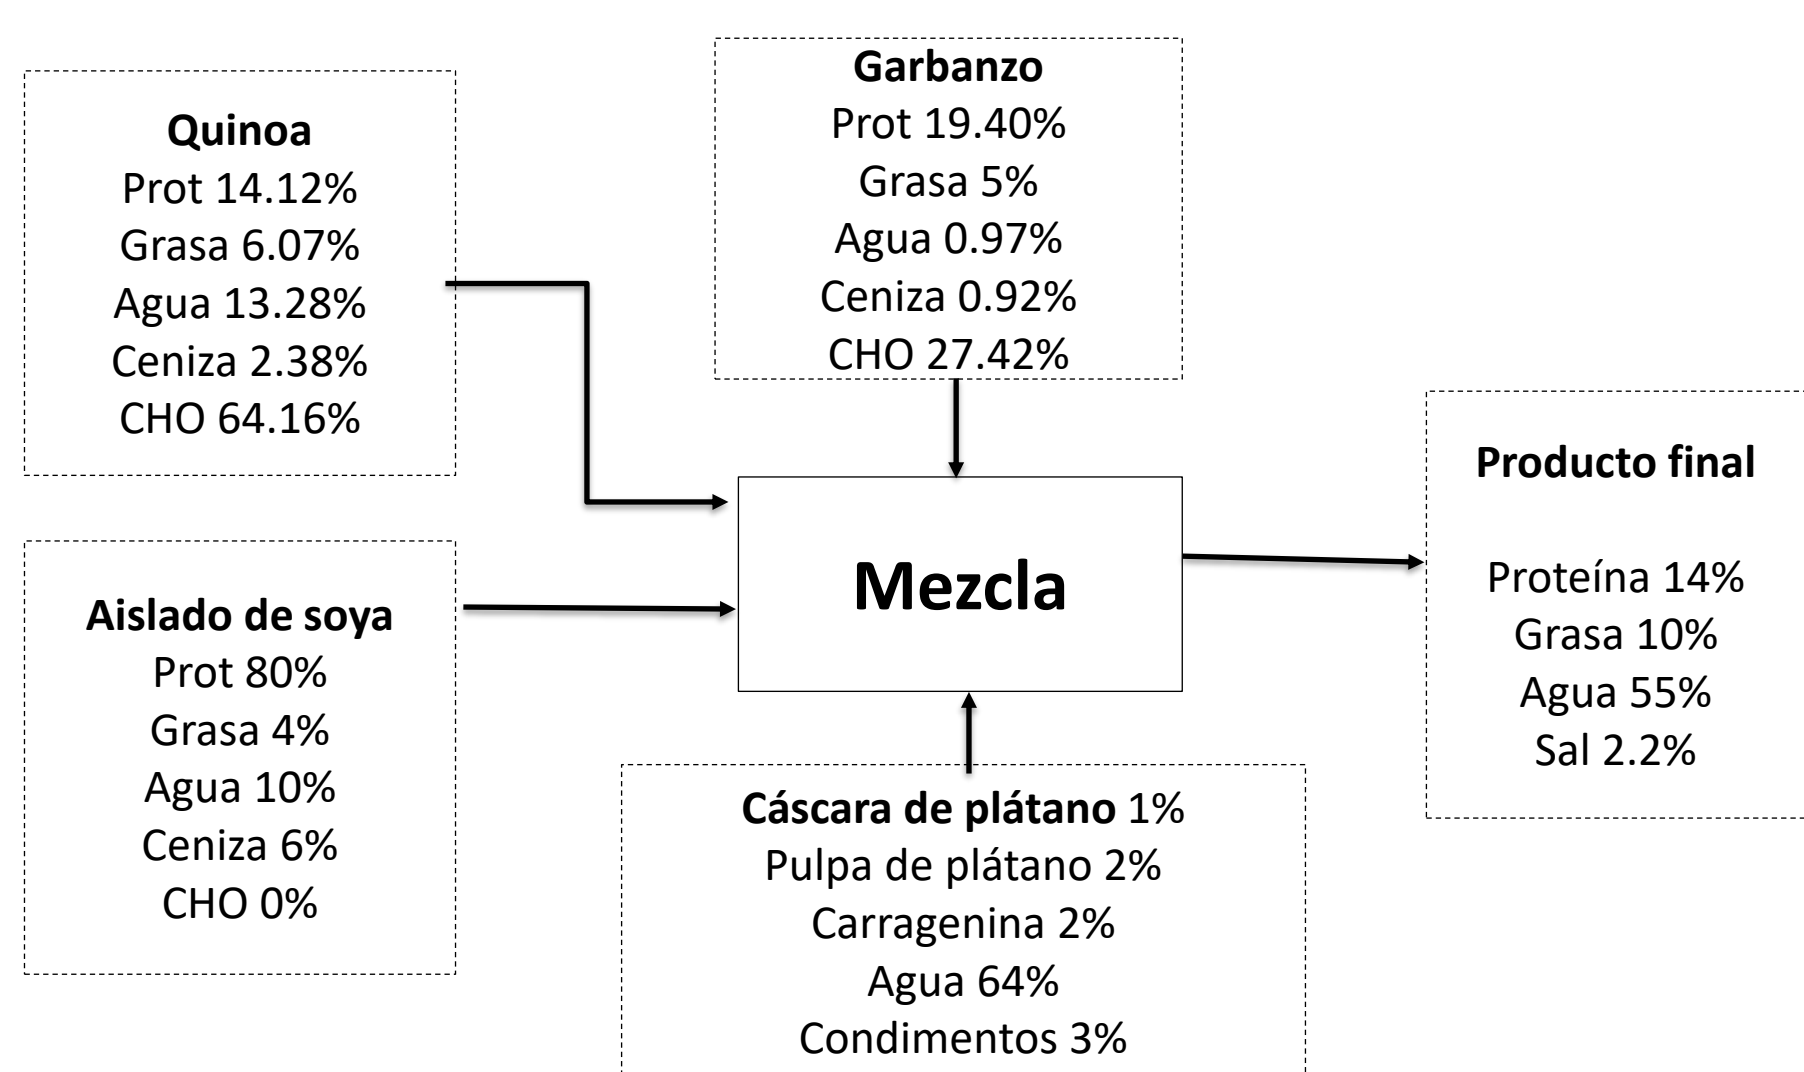 Quinoa
Prot 14.12%
Grasa 6.07%
Agua 13.28%
Ceniza 2.38%
CHO 64.16%
Garbanzo
Prot 19.40%
Grasa 5%
Agua 0.97%
Ceniza 0.92%
CHO 27.42%
Aislado de soya
Prot 80%
Grasa 4%
Agua 10%
Ceniza 6%
CHO 0%
Mezcla
Cáscara de plátano 1%
Pulpa de plátano 2%
Carragenina 2%
Agua 64%
Condimentos 3%
Producto final
Proteína 14%
Grasa 10%
Agua 55%
Sal 2.2%